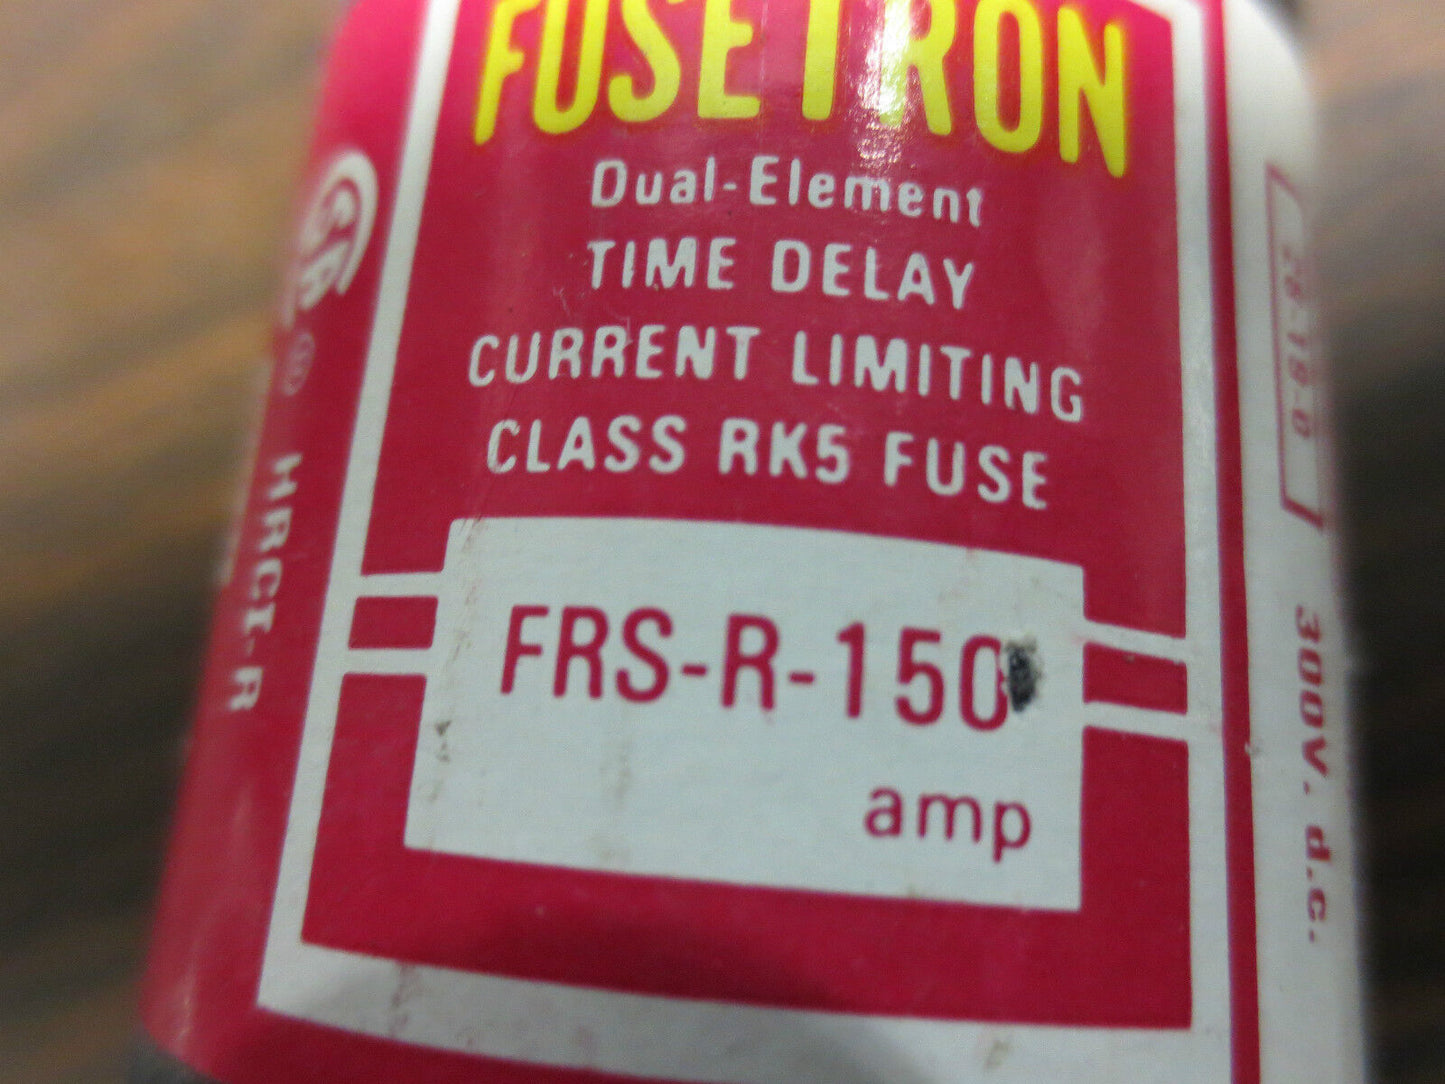 FUSETRON
Dual-Element
TIME DELAY
CURRENT LIMITING
CLASS RK5 FUSE
FRS-R-150
amp
® HRCI-R
300V. d.c.